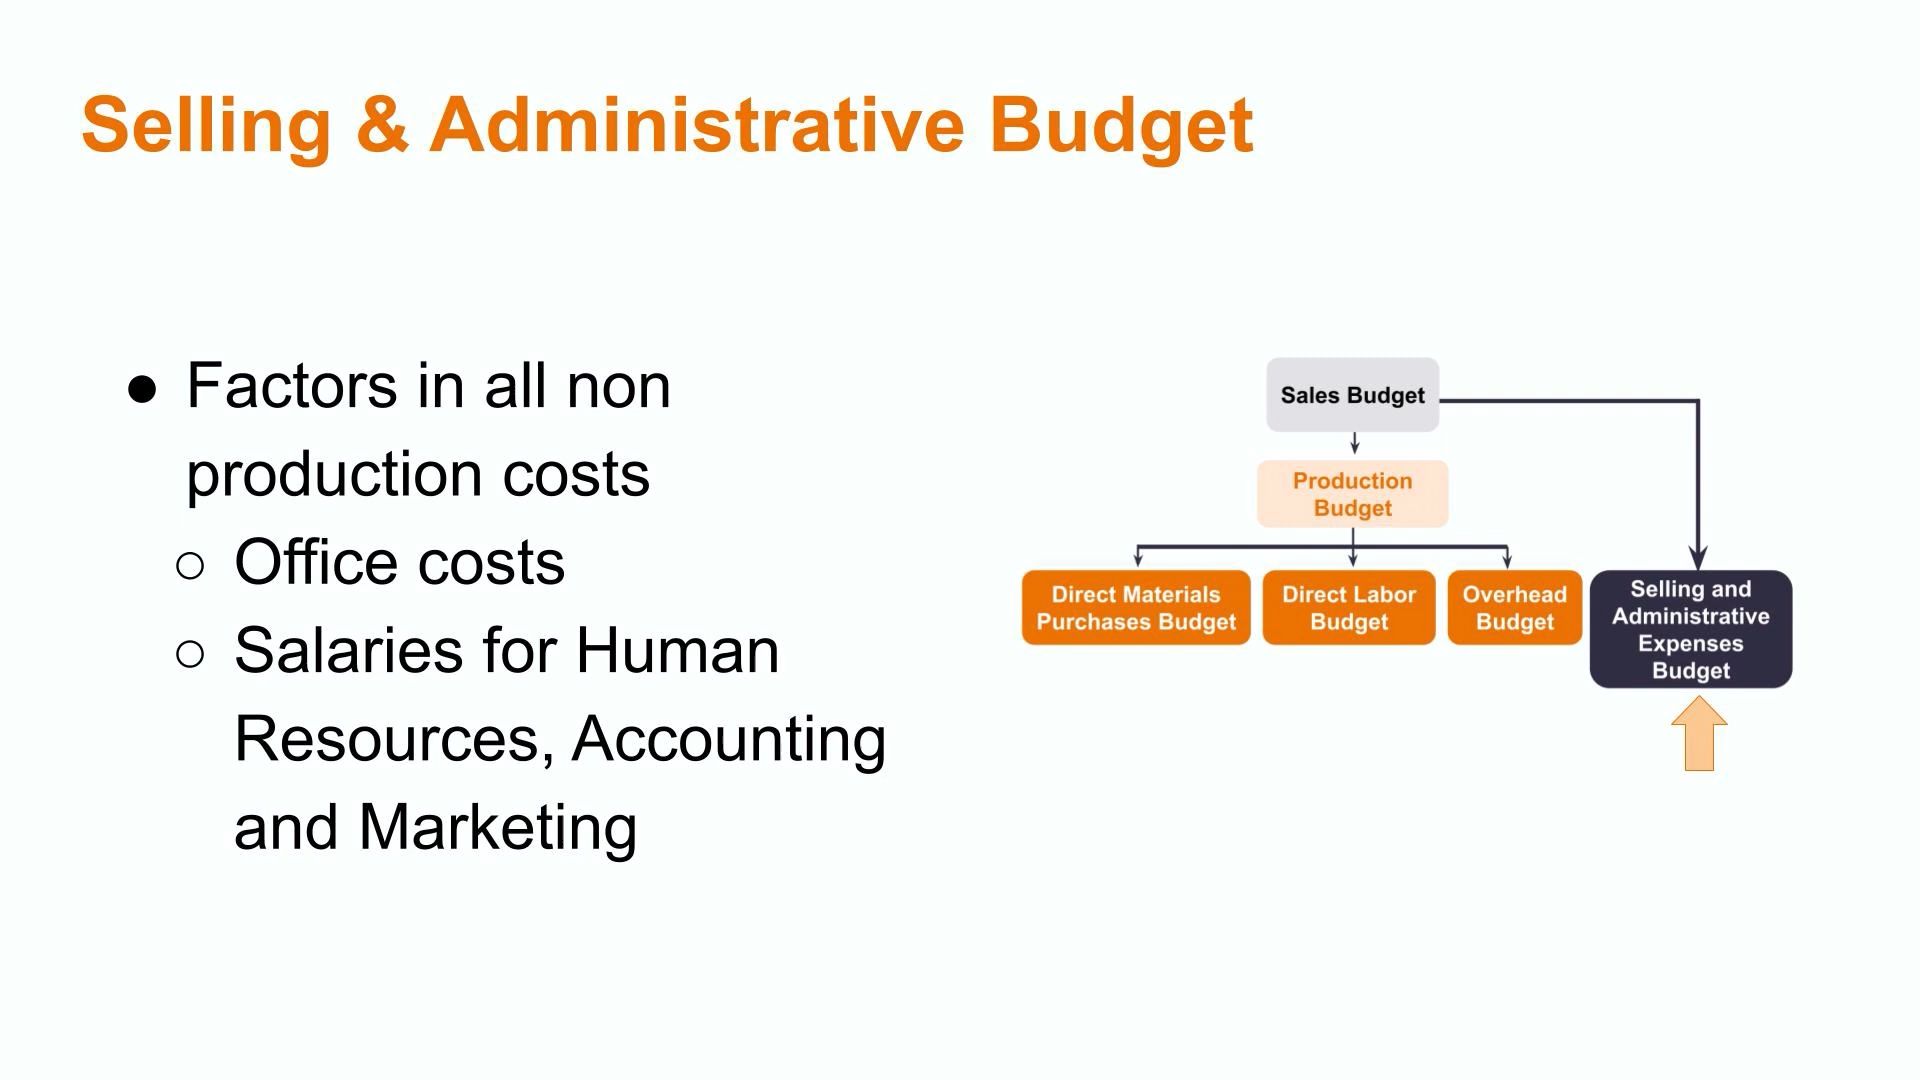 Selling & Administrative Budget
● Factors in all non
production costs
○ Office costs
○ Salaries for Human
Resources, Accounting
and Marketing
Sales Budget
Production
Budget
Direct Materials
Purchases Budget
Direct Labor
Budget
Overhead
Budget
Selling and
Administrative
Expenses
Budget